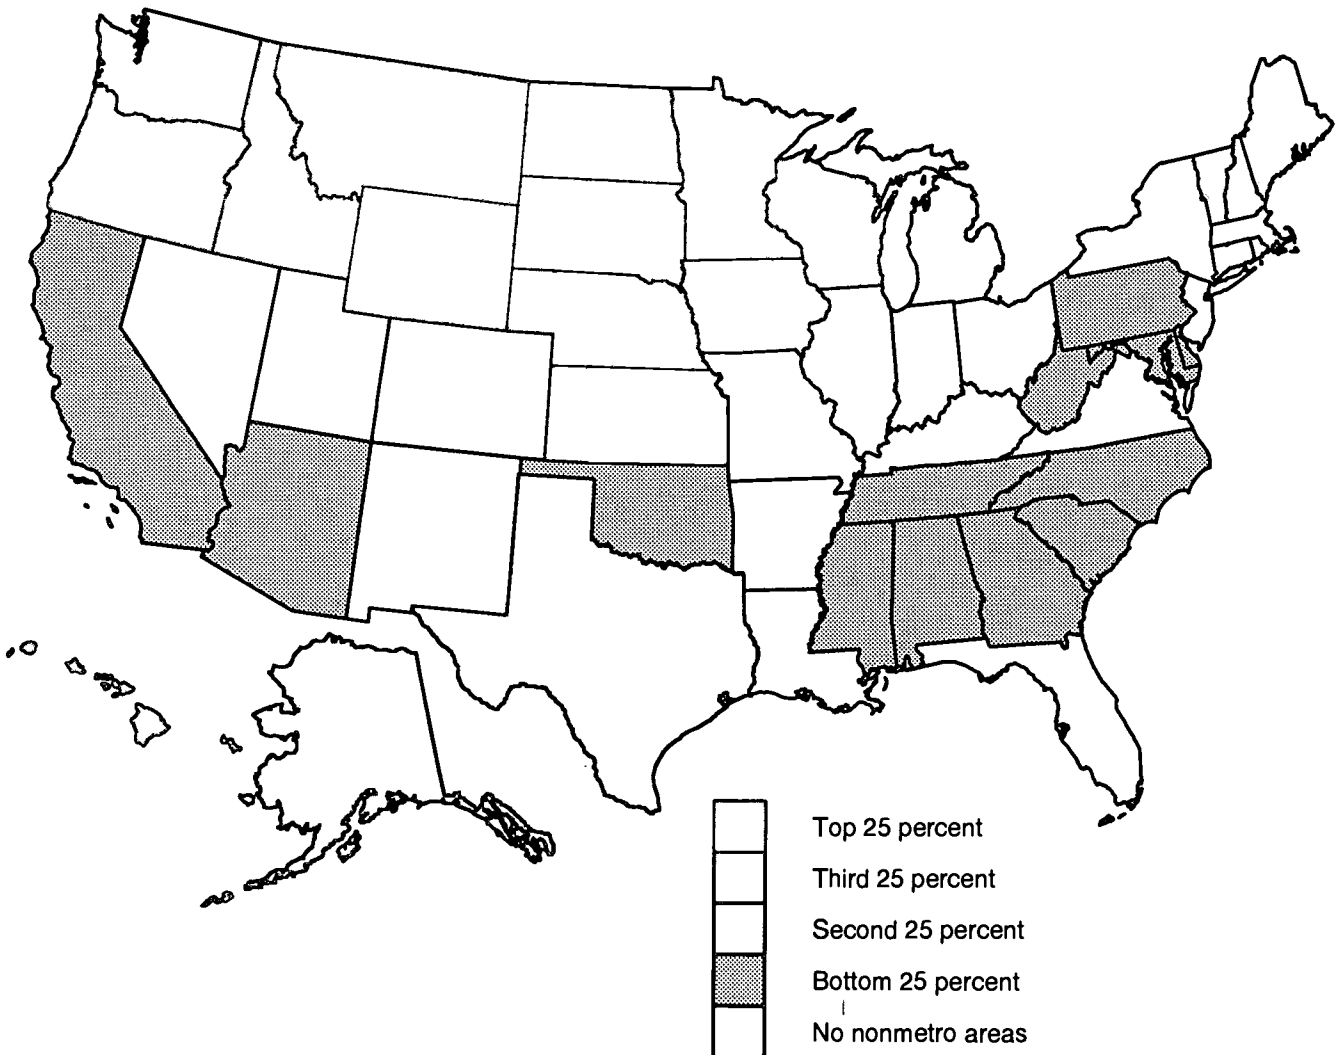 Top 25 percent
Third 25 percent
Second 25 percent
Bottom 25 percent
No nonmetro areas